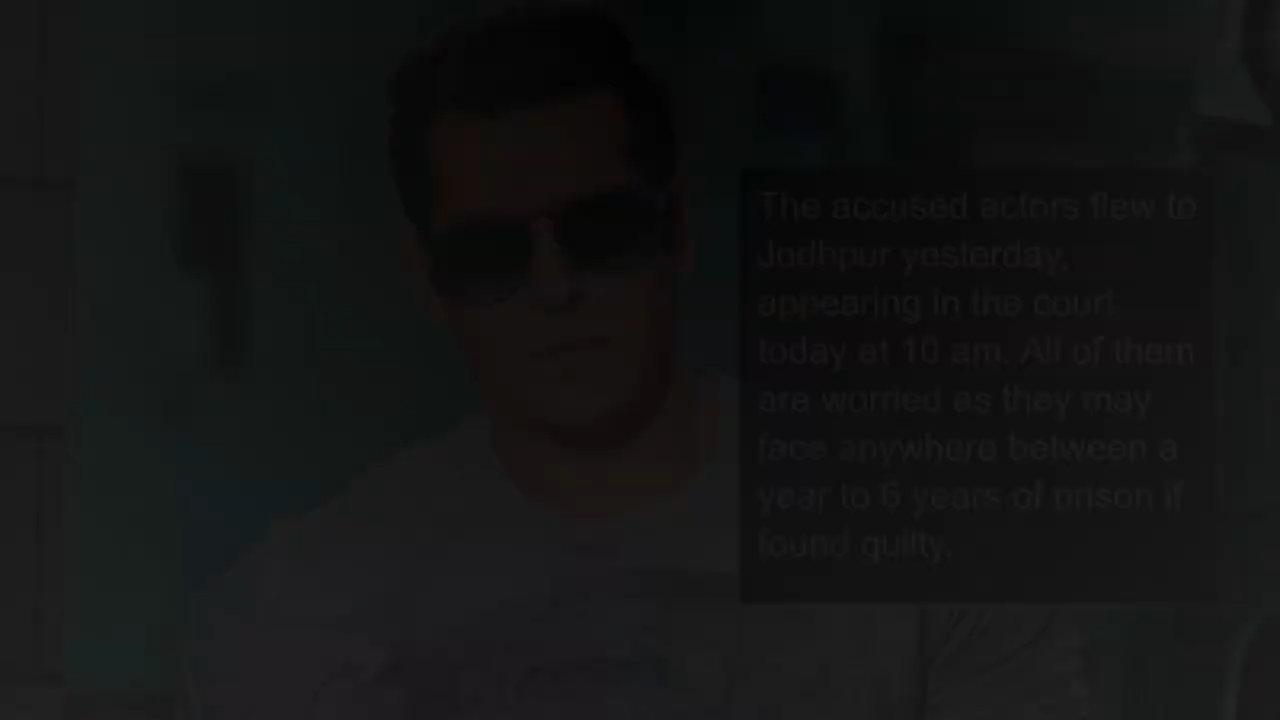 The accused actors flew to
Jodhpur yesterday,
appearing in the court
today at 10 am. All of them
are worried as they may
face anywhere between a
year to 6 years of prison if
found guilty.